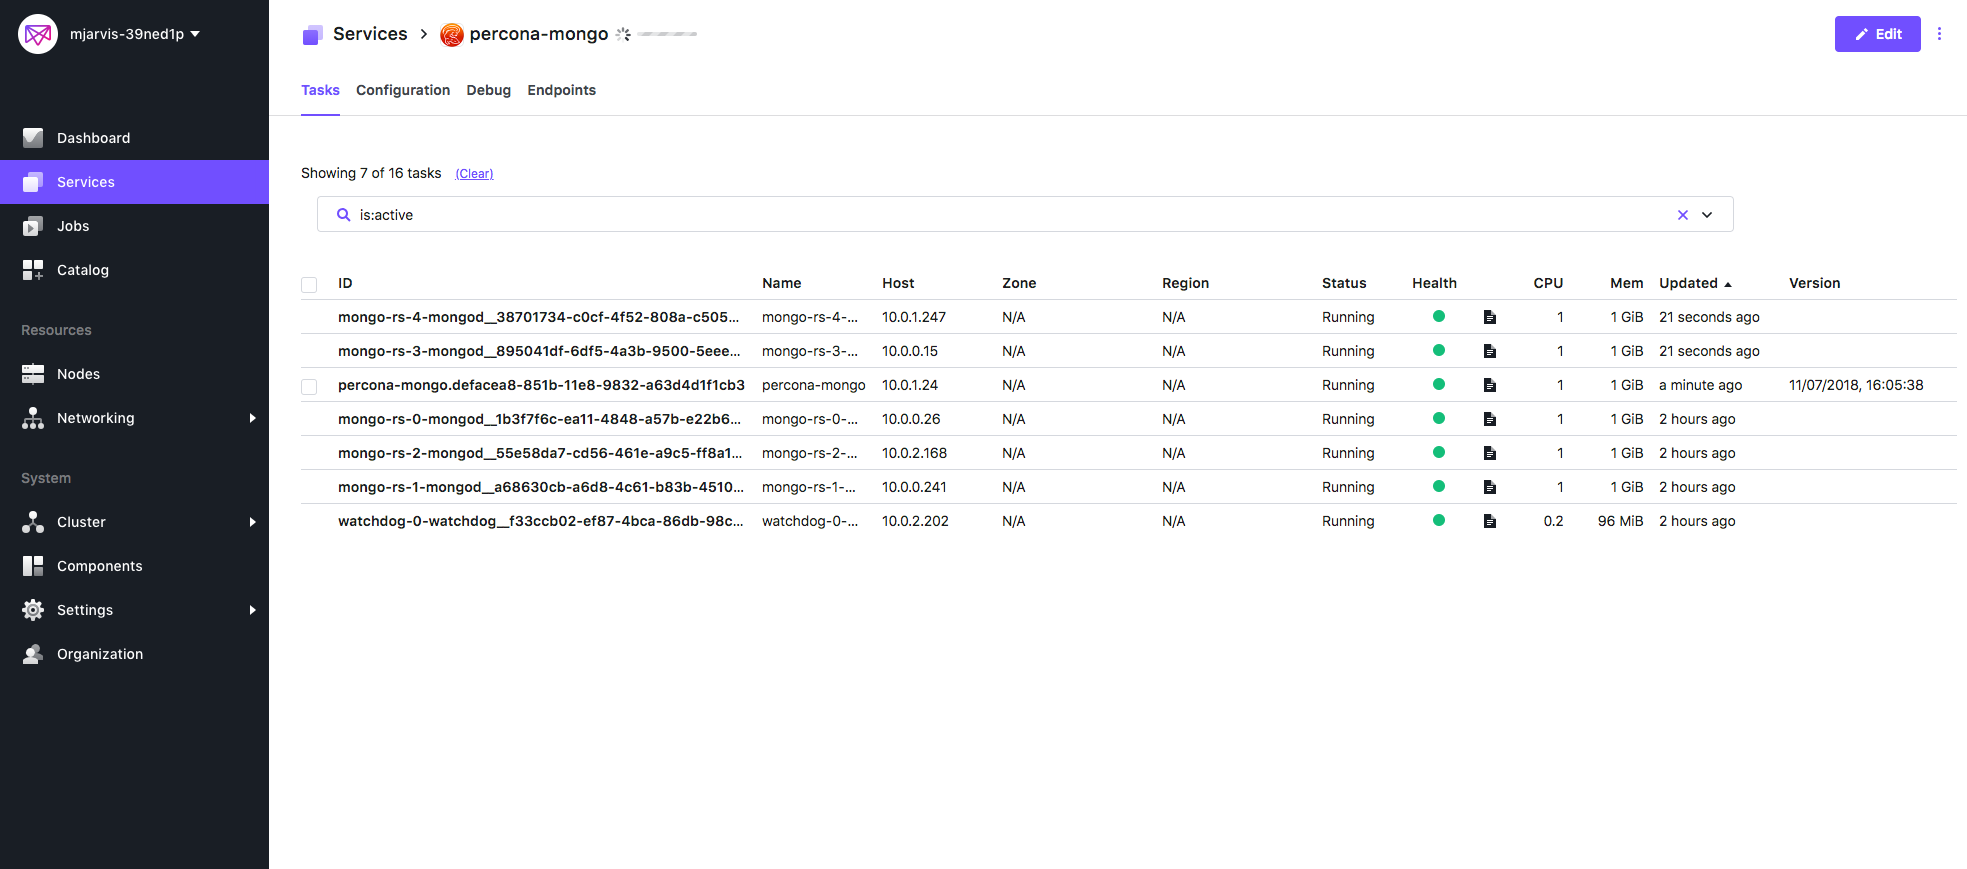 mjarvis-39ned1p
Services > percona-mongo
Edit
Tasks Configuration Debug Endpoints
Dashboard
Services
Jobs
Catalog
Resources
Nodes
Networking
System
Cluster
Components
Settings
Organization
Showing 7 of 16 tasks (Clear)
is:active
ID Name Host Zone Region Status Health CPU Mem Updated Version
mongo-rs-4-mongod__38701734-c0cf-4f52-808a-c505... mongo-rs-4-... 10.0.1.247 N/A N/A Running 1 1 GiB 21 seconds ago
mongo-rs-3-mongod__895041df-6df5-4a3b-9500-5eee... mongo-rs-3-... 10.0.0.15 N/A N/A Running 1 1 GiB 21 seconds ago
percona-mongo.defacea8-851b-11e8-9832-a63d4d1f1cb3 percona-mongo 10.0.1.24 N/A N/A Running 1 1 GiB a minute ago 11/07/2018, 16:05:38
mongo-rs-0-mongod__1b3f7f6c-ea11-4848-a57b-e22b6... mongo-rs-0-... 10.0.0.26 N/A N/A Running 1 1 GiB 2 hours ago
mongo-rs-2-mongod__55e58da7-cd56-461e-a9c5-ff8a1... mongo-rs-2-... 10.0.2.168 N/A N/A Running 1 1 GiB 2 hours ago
mongo-rs-1-mongod__a68630cb-a6d8-4c61-b83b-4510... mongo-rs-1-... 10.0.0.241 N/A N/A Running 1 1 GiB 2 hours ago
watchdog-0-watchdog__f33ccb02-ef87-4bca-86db-98c... watchdog-0-... 10.0.2.202 N/A N/A Running 0.2 96 MiB 2 hours ago